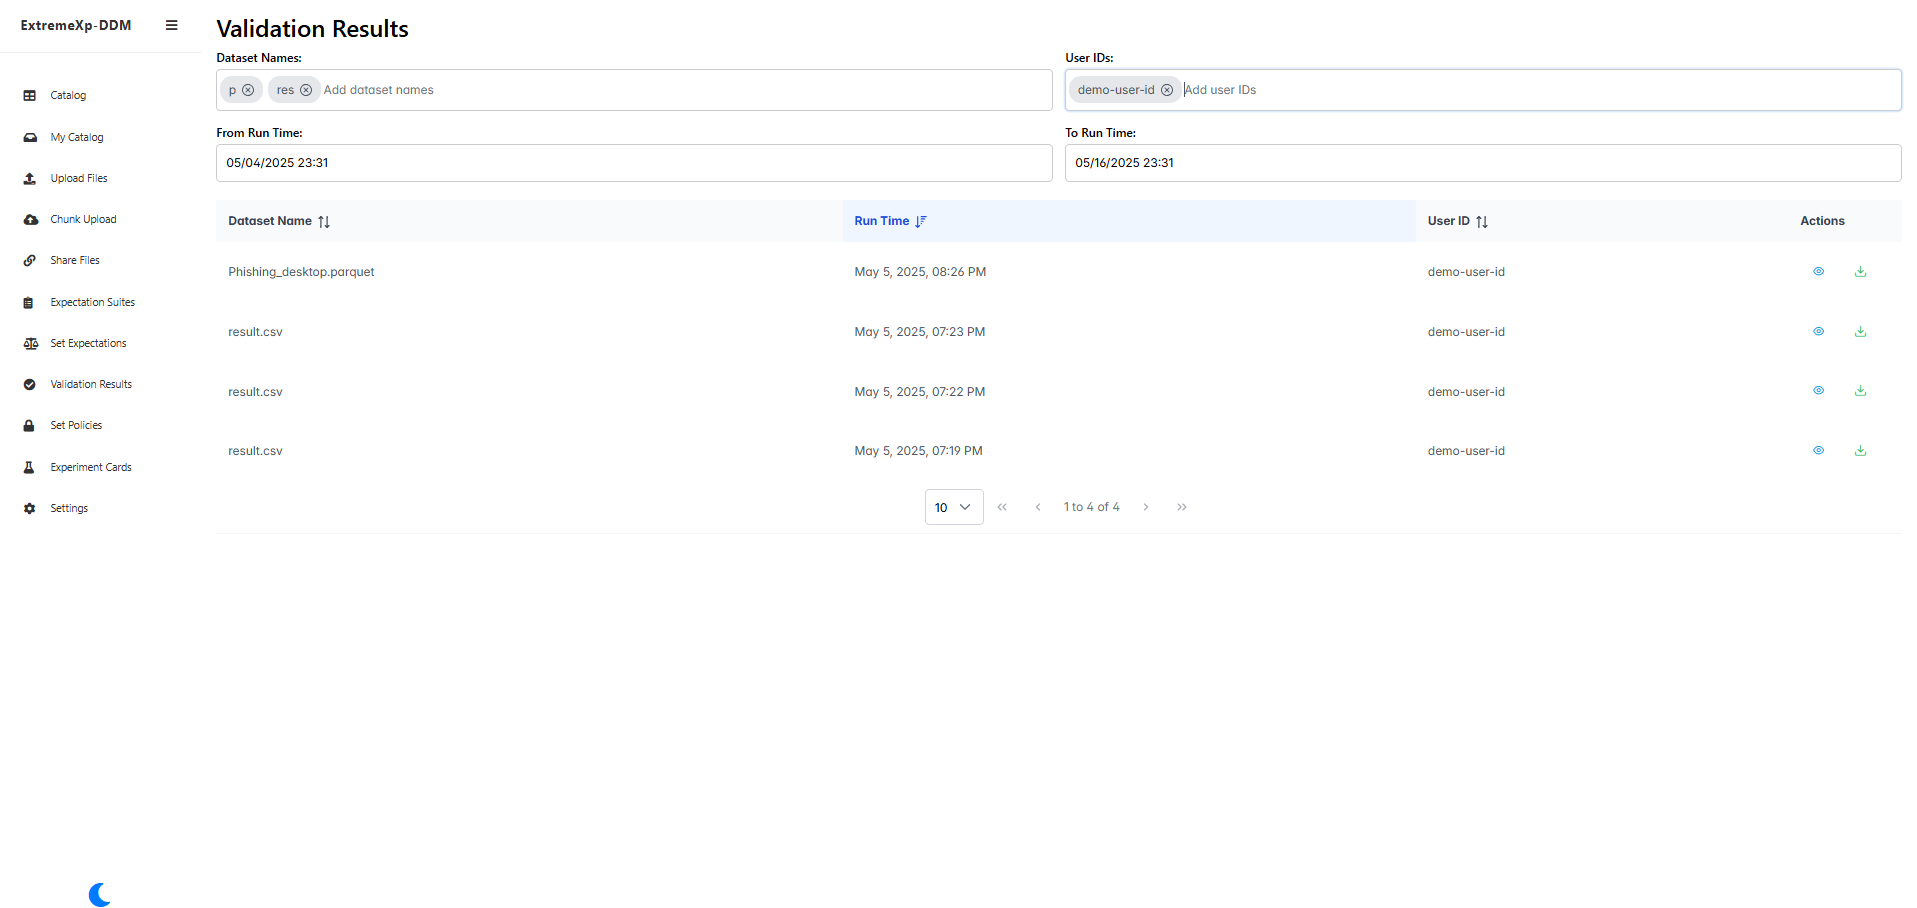 ExtremeXp-DDM
Catalog
My Catalog
Upload Files
Chunk Upload
Share Files
Expectation Suites
Set Expectations
Validation Results
Set Policies
Experiment Cards
Settings
Validation Results
Dataset Names:
p res Add dataset names
User IDs:
demo-user-id Add user IDs
From Run Time:
05/04/2025 23:31
To Run Time:
05/16/2025 23:31
Dataset Name Run Time User ID Actions
Phishing_desktop.parquet May 5, 2025, 08:26 PM demo-user-id
result.csv May 5, 2025, 07:23 PM demo-user-id
result.csv May 5, 2025, 07:22 PM demo-user-id
result.csv May 5, 2025, 07:19 PM demo-user-id
10 « ‹ 1 to 4 of 4 › »